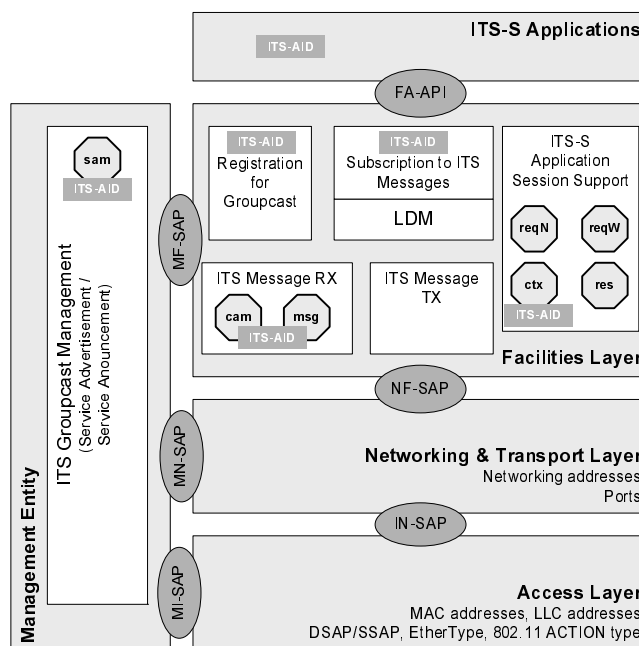 ITS-S Applications
ITS-AID
FA-API
sam
ITS-AID
ITS Groupcast Management
(Service Advertisement /
Service Anouncement)
Management Entity
MF-SAP
MN-SAP
MI-SAP
ITS-AID
Registration
for
Groupcast
ITS-AID
Subscription to ITS
Messages
LDM
ITS-S
Application
Session Support
reqN
reqW
ctx
res
ITS-AID
ITS Message RX
cam
msg
ITS-AID
ITS Message
TX
Facilities Layer
NF-SAP
Networking & Transport Layer
Networking addresses
Ports
IN-SAP
Access Layer
MAC addresses, LLC addresses
DSAP/SSAP, EtherType, 802.11 ACTION type